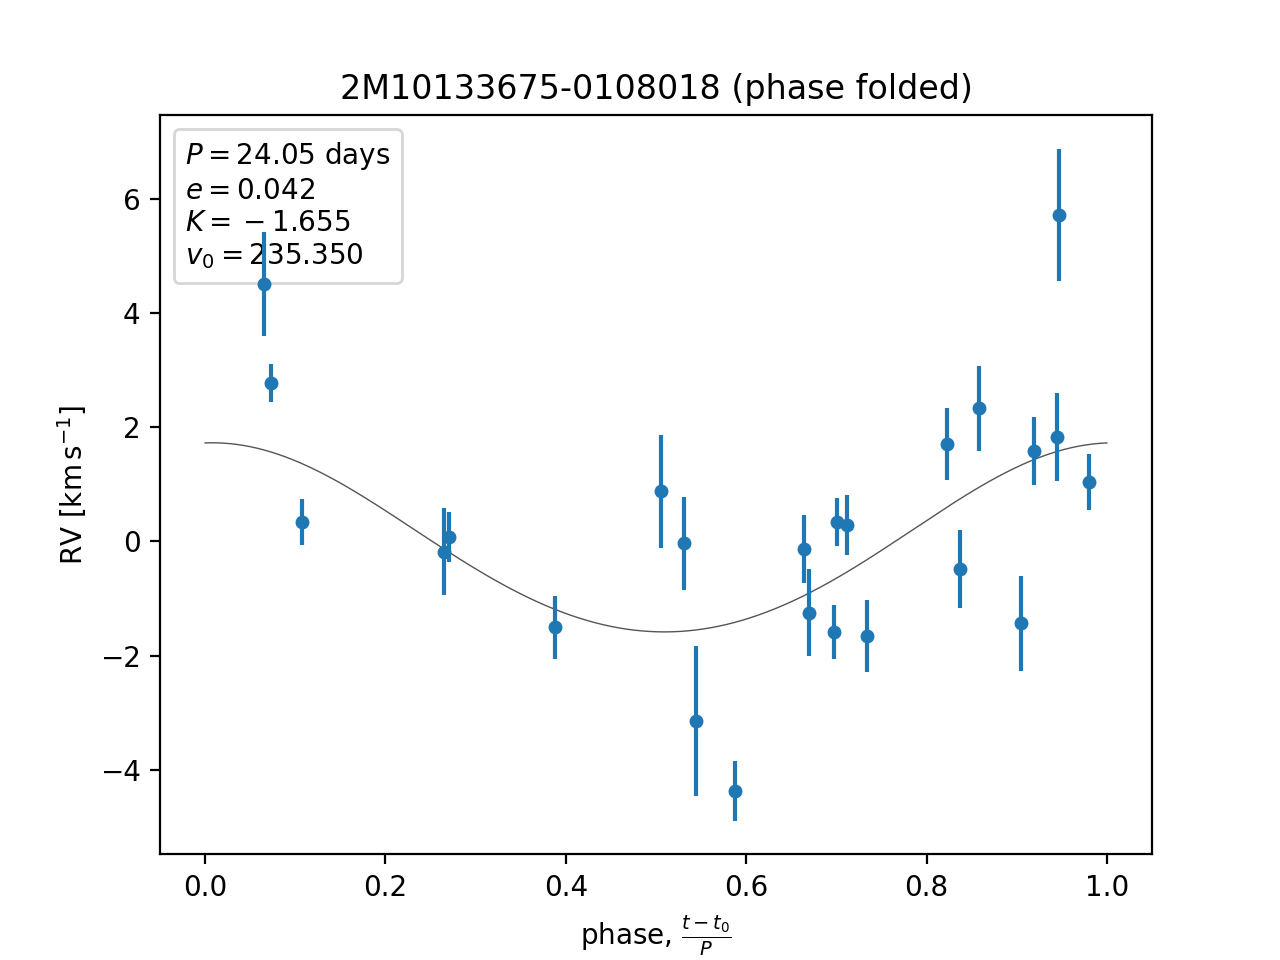 2M10133675-0108018 (phase folded)
P = 24.05 days
e = 0.042
K = −1.655
v₀ = 235.350
RV [km s⁻¹]
6
4
2
0
−2
−4
0.0 0.2 0.4 0.6 0.8 1.0
phase, (t − t₀)/P